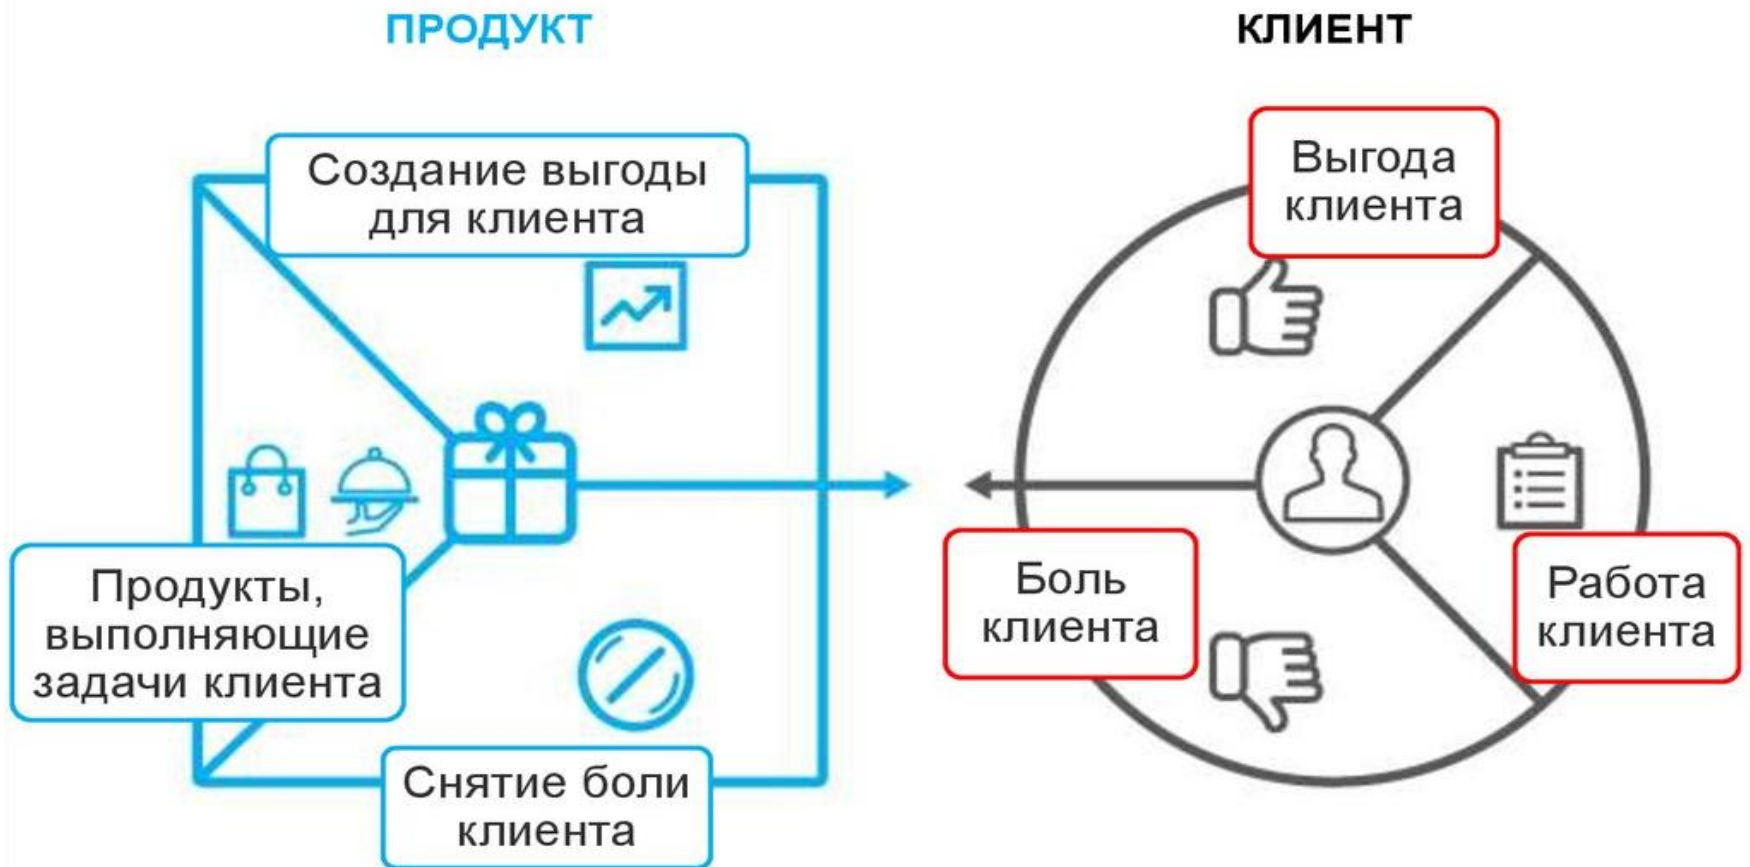 ПРОДУКТ
Создание выгоды
для клиента
Продукты,
выполняющие
задачи клиента
Снятие боли
клиента
КЛИЕНТ
Выгода
клиента
Боль
клиента
Работа
клиента